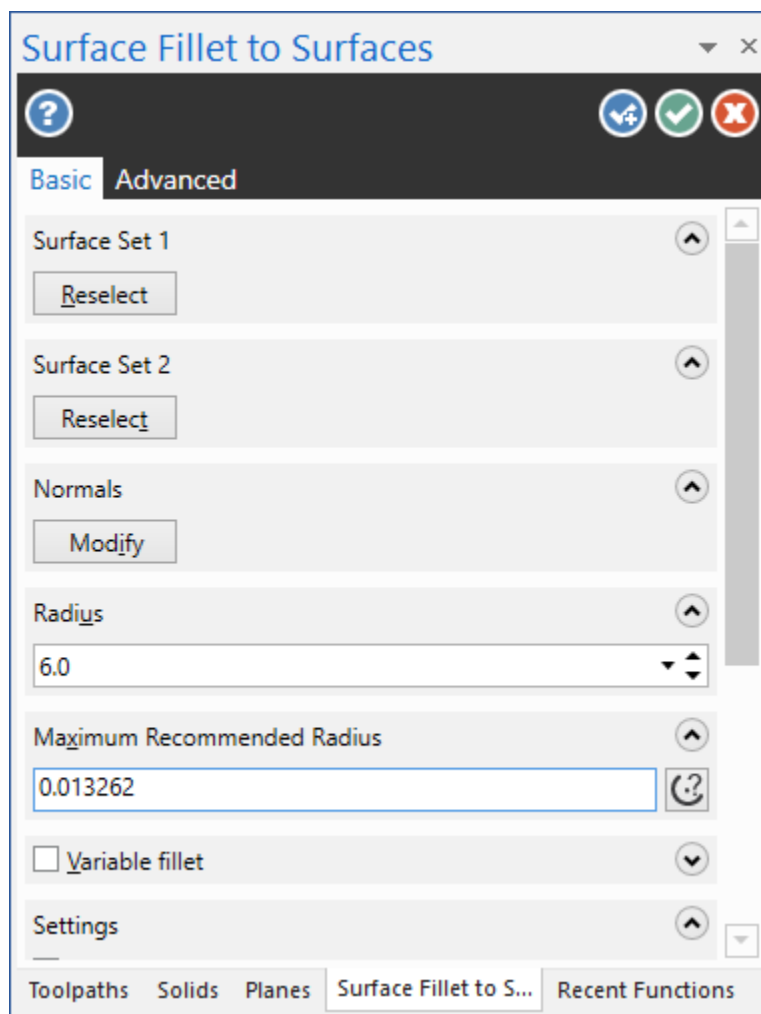 Surface Fillet to Surfaces
Basic Advanced
Surface Set 1
Reselect
Surface Set 2
Reselect
Normals
Modify
Radius
6.0
Maximum Recommended Radius
0.013262
Variable fillet
Settings
Toolpaths Solids Planes Surface Fillet to S... Recent Functions